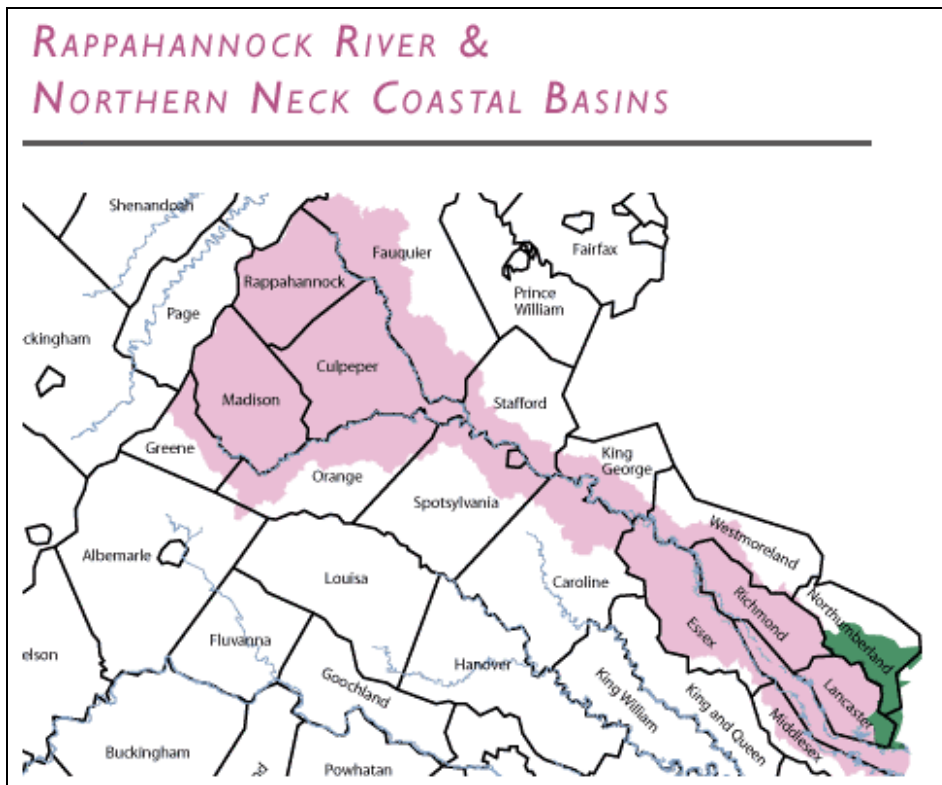 RAPPAHANNOCK RIVER &
NORTHERN NECK COASTAL BASINS
Shenandoah
Fauquier
Fairfax
Rappahannock
Prince
William
Page
ckingham
Culpeper
Madison
Stafford
Greene
King
George
Orange
Spotsylvania
Westmoreland
Albemarle
Louisa
Caroline
Richmond
Northumberland
Essex
elson
Fluvanna
Hanover
Goochland
King William
King and Queen
Lancaster
Middlesex
Buckingham
Powhatan